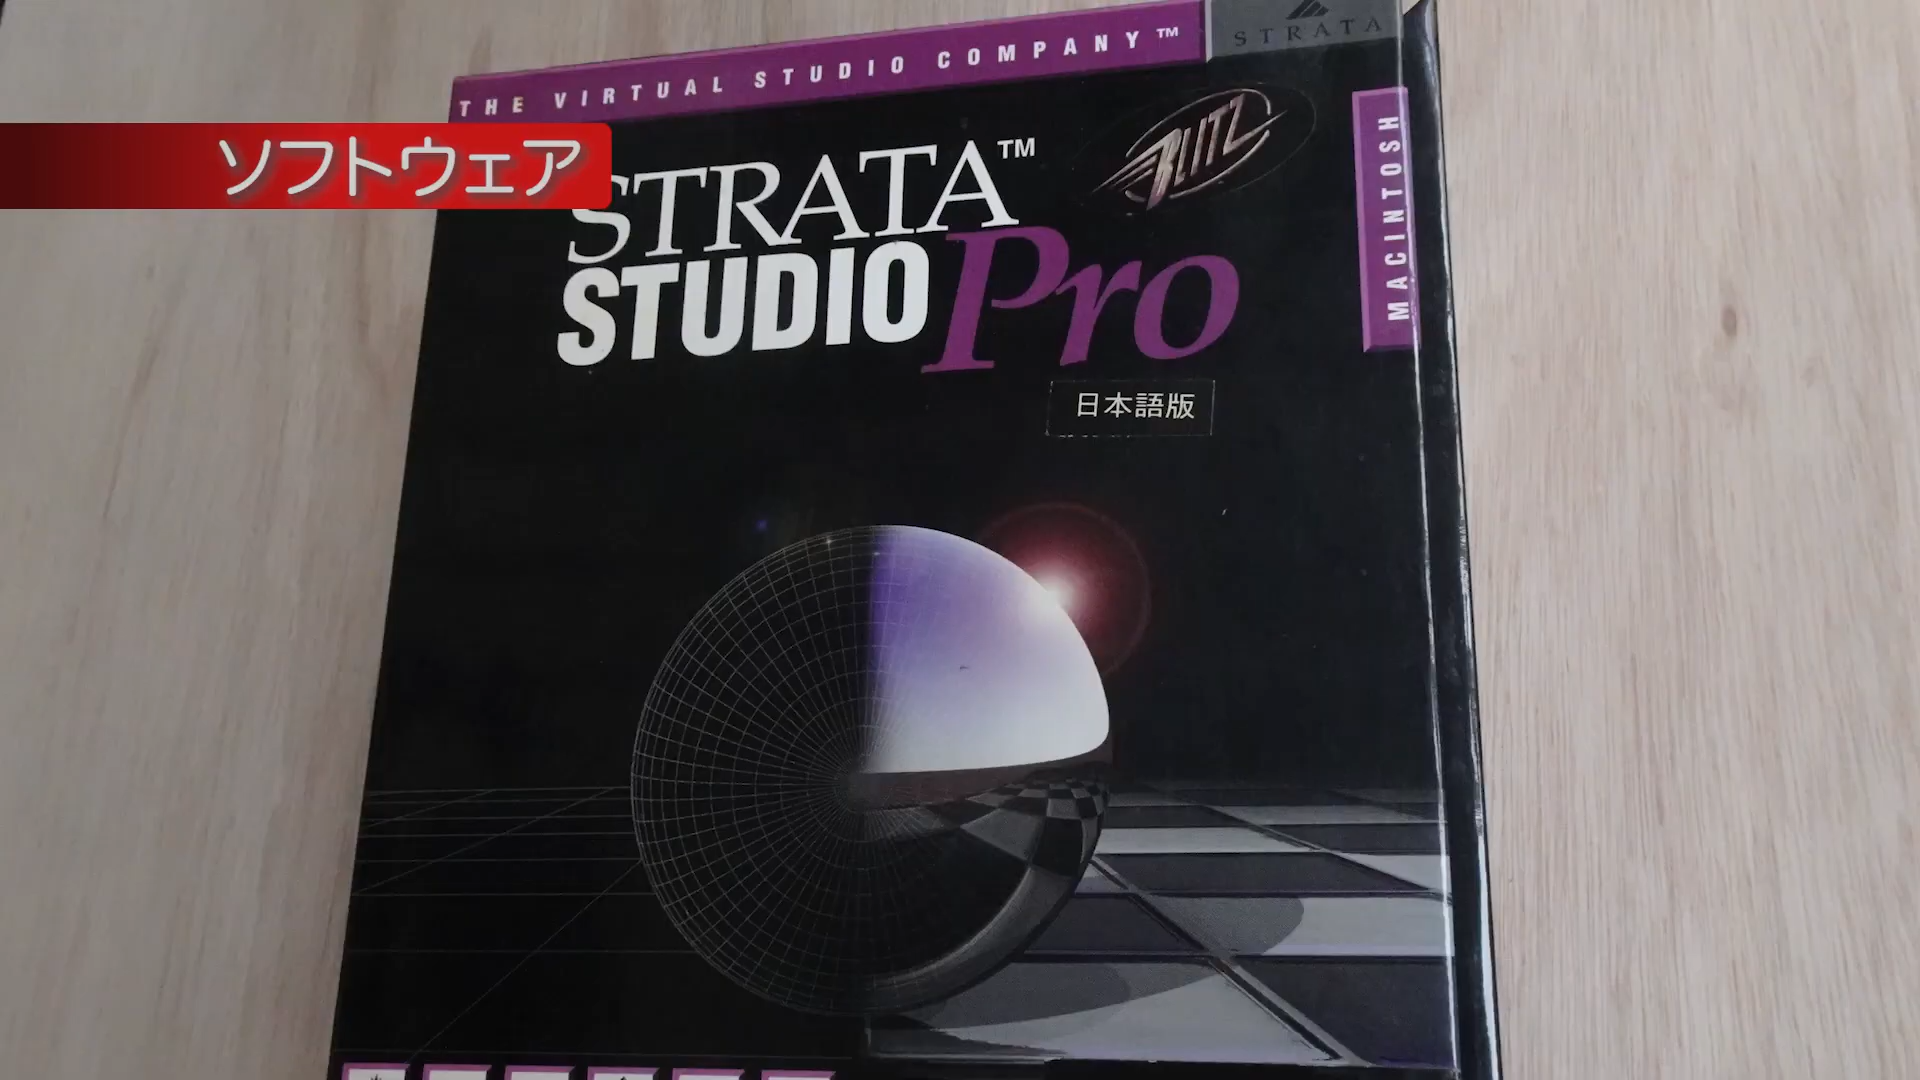 THE VIRTUAL STUDIO COMPANY™
STRATA
ソフトウェア
STRATA™
BLITZ
STUDIO Pro
MACINTOSH
日本語版